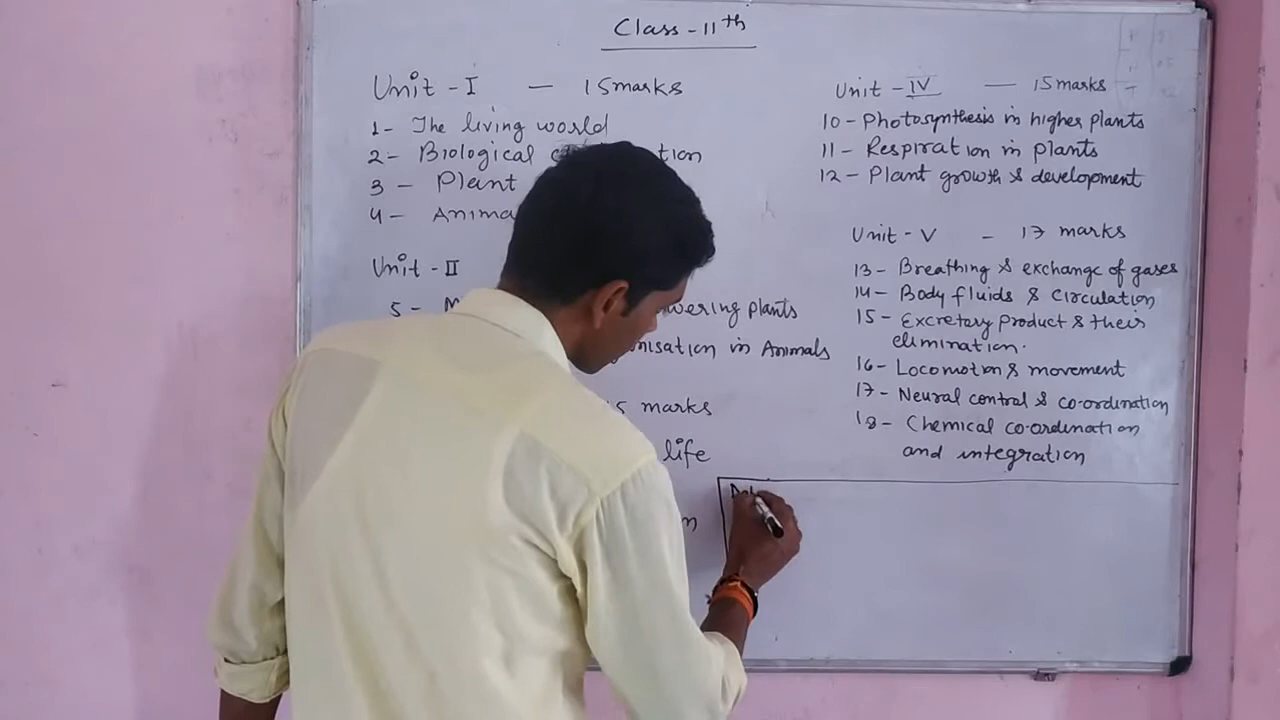 Class - 11th
Unit - I - 15 marks
1- The living world
2- Biological
3 - Plant
4 - Anima
Unit - II
5 -
wering plants
nisation in Animals
15 marks
life
Unit - IV - 15 marks
10 - Photosynthesis in higher plants
11 - Respiration in plants
12 - Plant growth & development
Unit - V - 17 marks
13 - Breathing & exchange of gases
14 - Body fluids & circulation
15 - Excretary product & their
elimination.
16 - Locomotion & movement
17 - Neural control & co-ordination
18 - Chemical co-ordination
and integration